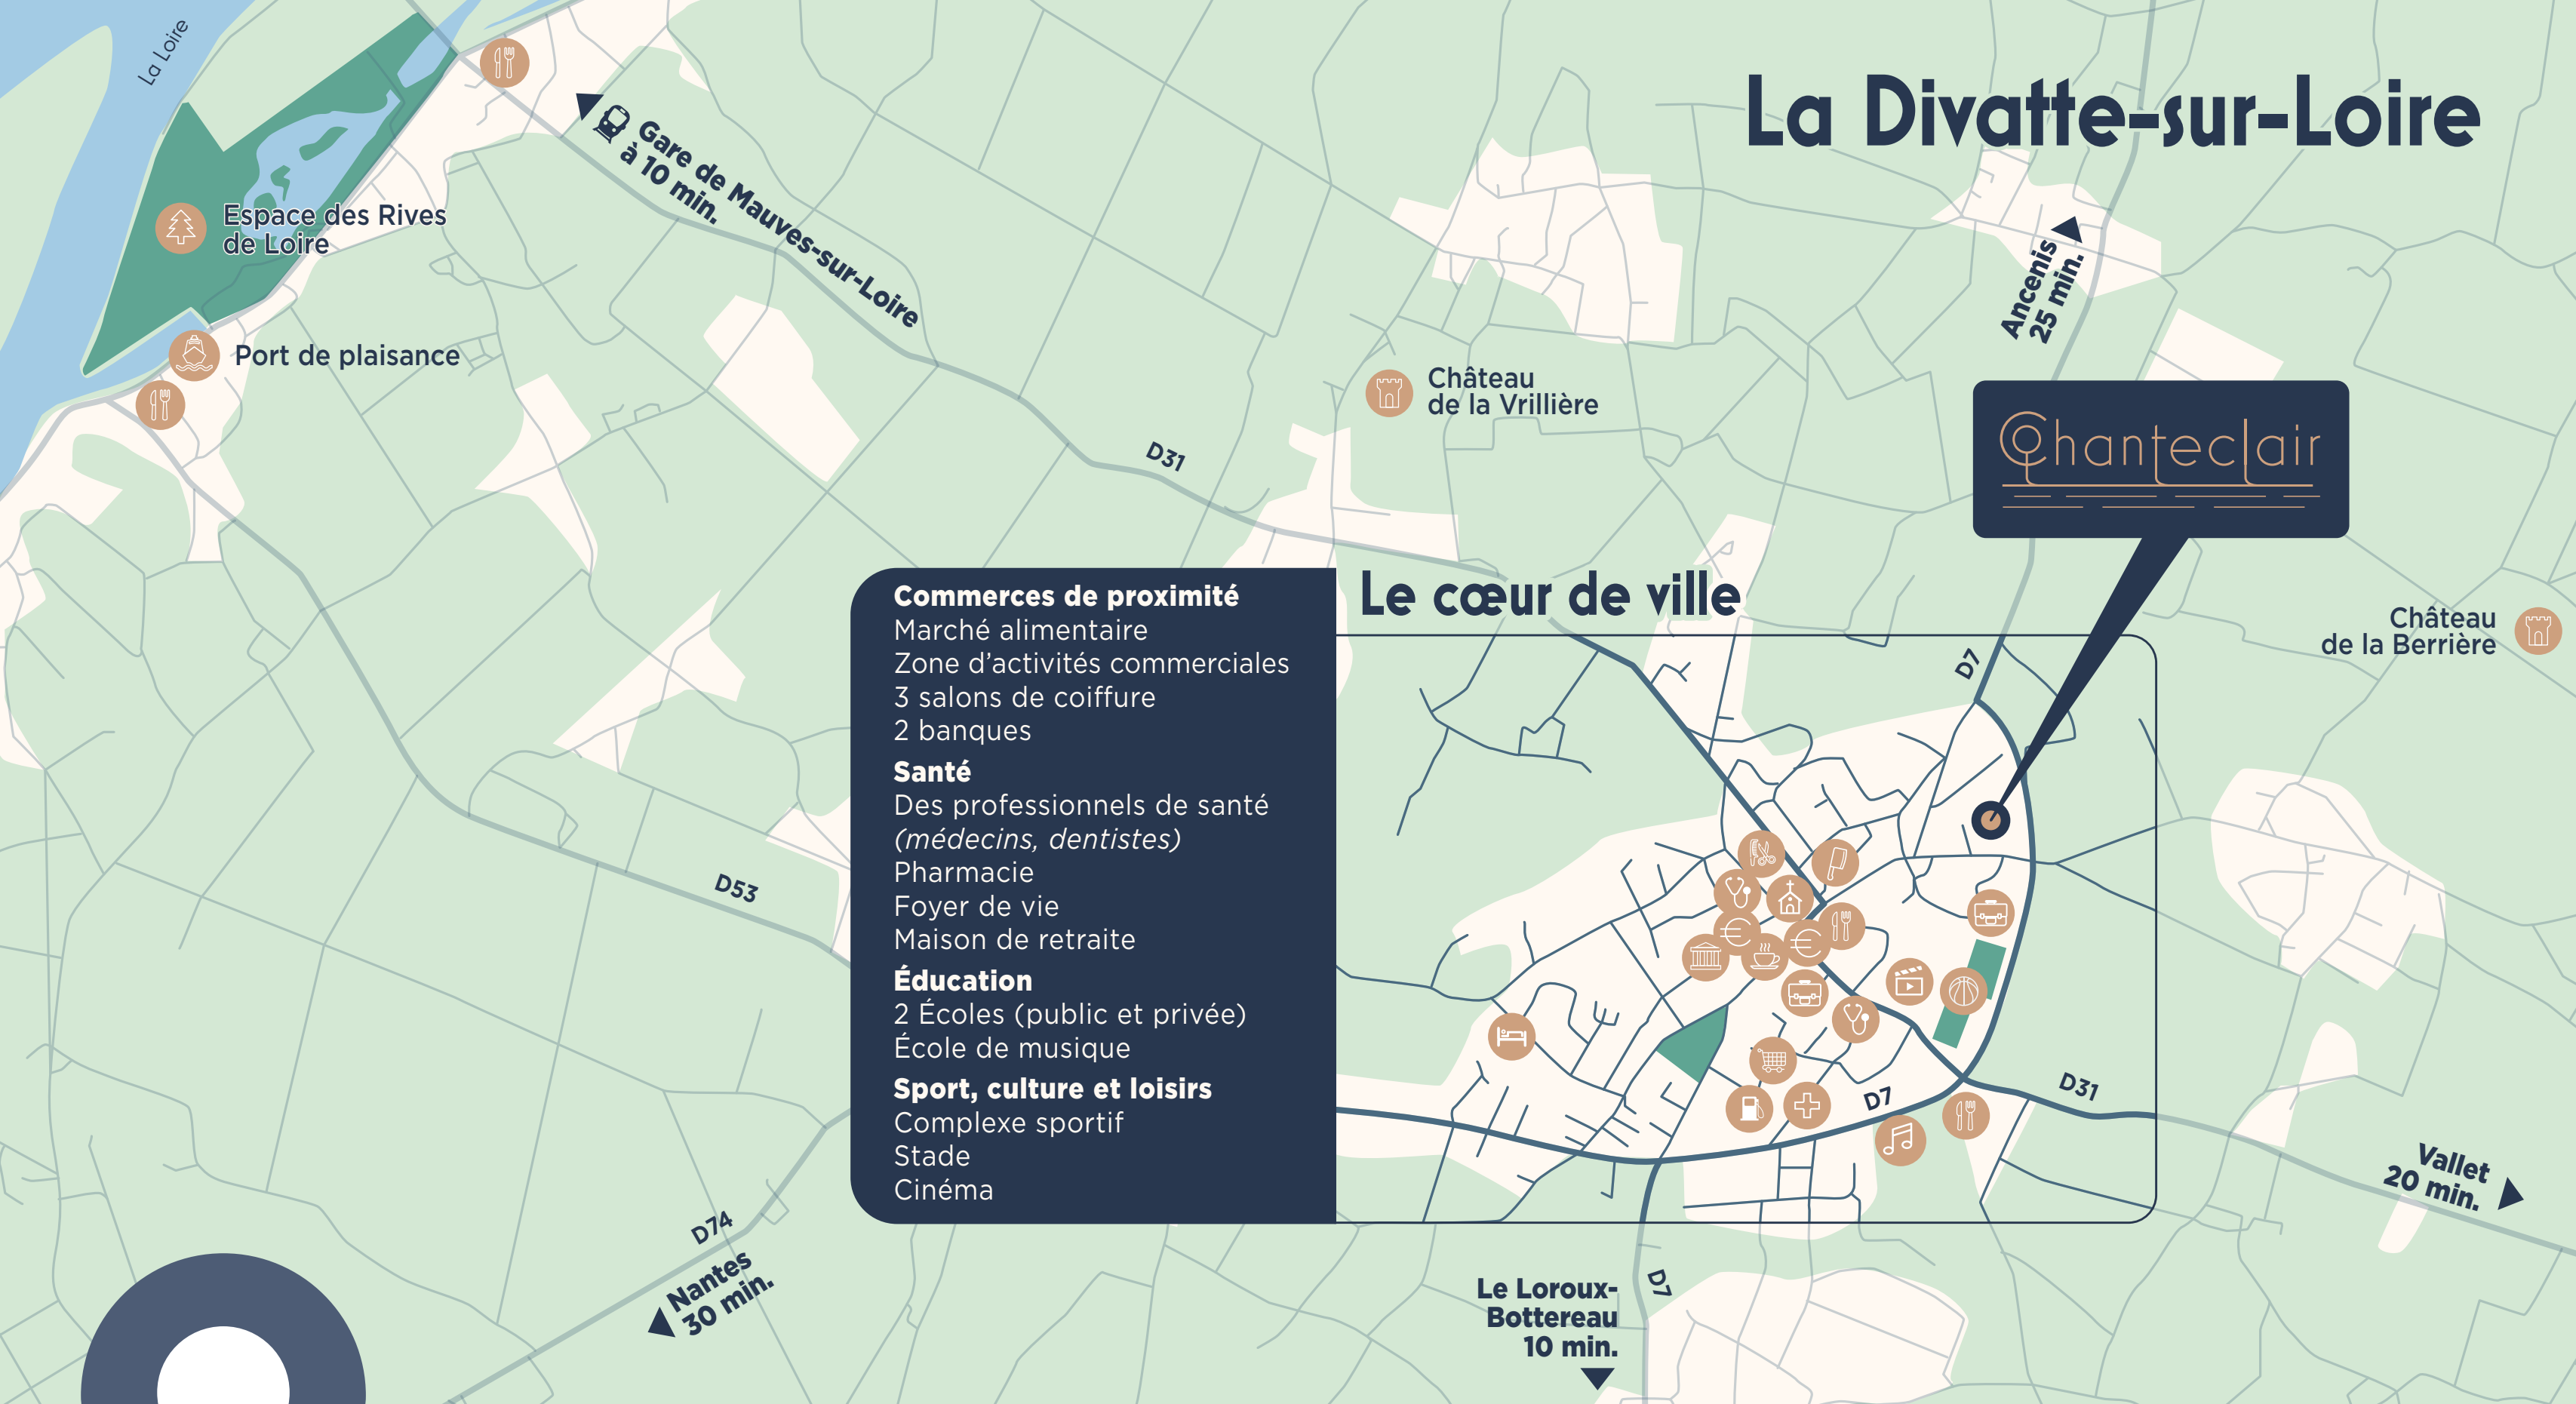 La Loire
La Divatte-sur-Loire
Gare de Mauves-sur-Loire
à 10 min.
Espace des Rives
de Loire
Ancenis
25 min.
Port de plaisance
Château
de la Vrillière
Chanteclair
D31
Le cœur de ville
Château
de la Berrière
D7
Commerces de proximité
Marché alimentaire
Zone d’activités commerciales
3 salons de coiffure
2 banques
Santé
Des professionnels de santé
(médecins, dentistes)
Pharmacie
Foyer de vie
Maison de retraite
Éducation
2 Écoles (public et privée)
École de musique
Sport, culture et loisirs
Complexe sportif
Stade
Cinéma
D53
D7
D31
Vallet
20 min.
D74
Nantes
30 min.
D7
Le Loroux-
Bottereau
10 min.